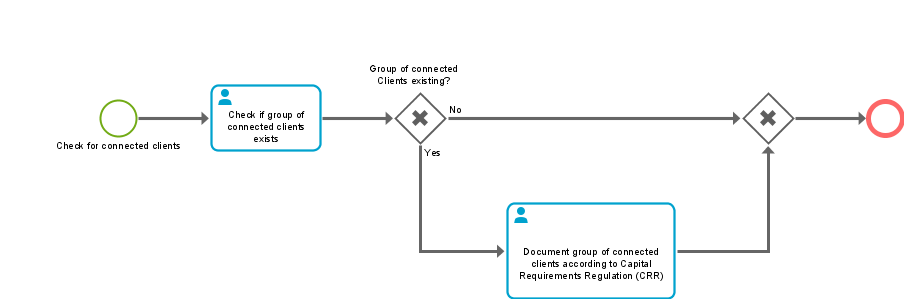 Check for connected clients
Check if group of
connected clients
exists
Group of connected
Clients existing?
No
Yes
Document group of connected
clients according to Capital
Requirements Regulation (CRR)